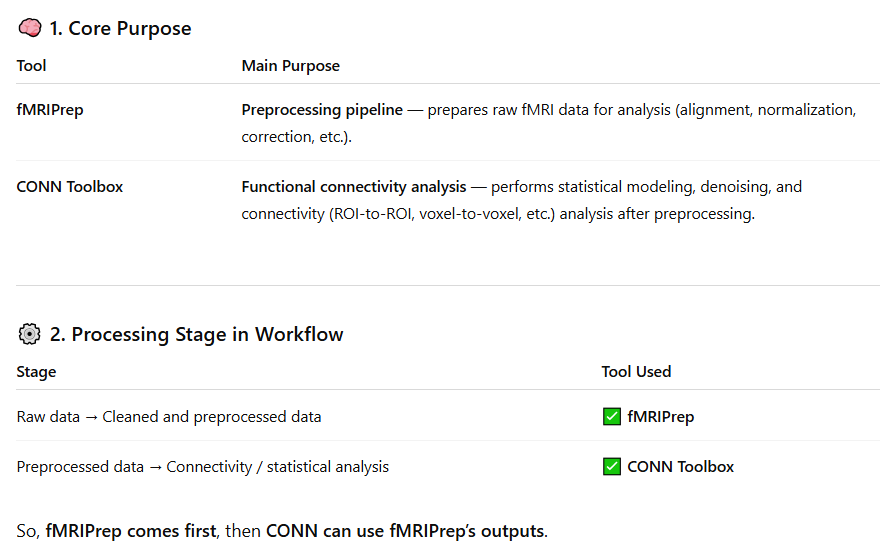 🧠 1. Core Purpose
Tool Main Purpose
fMRIPrep Preprocessing pipeline — prepares raw fMRI data for analysis (alignment, normalization,
correction, etc.).
CONN Toolbox Functional connectivity analysis — performs statistical modeling, denoising, and
connectivity (ROI-to-ROI, voxel-to-voxel, etc.) analysis after preprocessing.
⚙️ 2. Processing Stage in Workflow
Stage Tool Used
Raw data → Cleaned and preprocessed data ✅ fMRIPrep
Preprocessed data → Connectivity / statistical analysis ✅ CONN Toolbox
So, fMRIPrep comes first, then CONN can use fMRIPrep’s outputs.